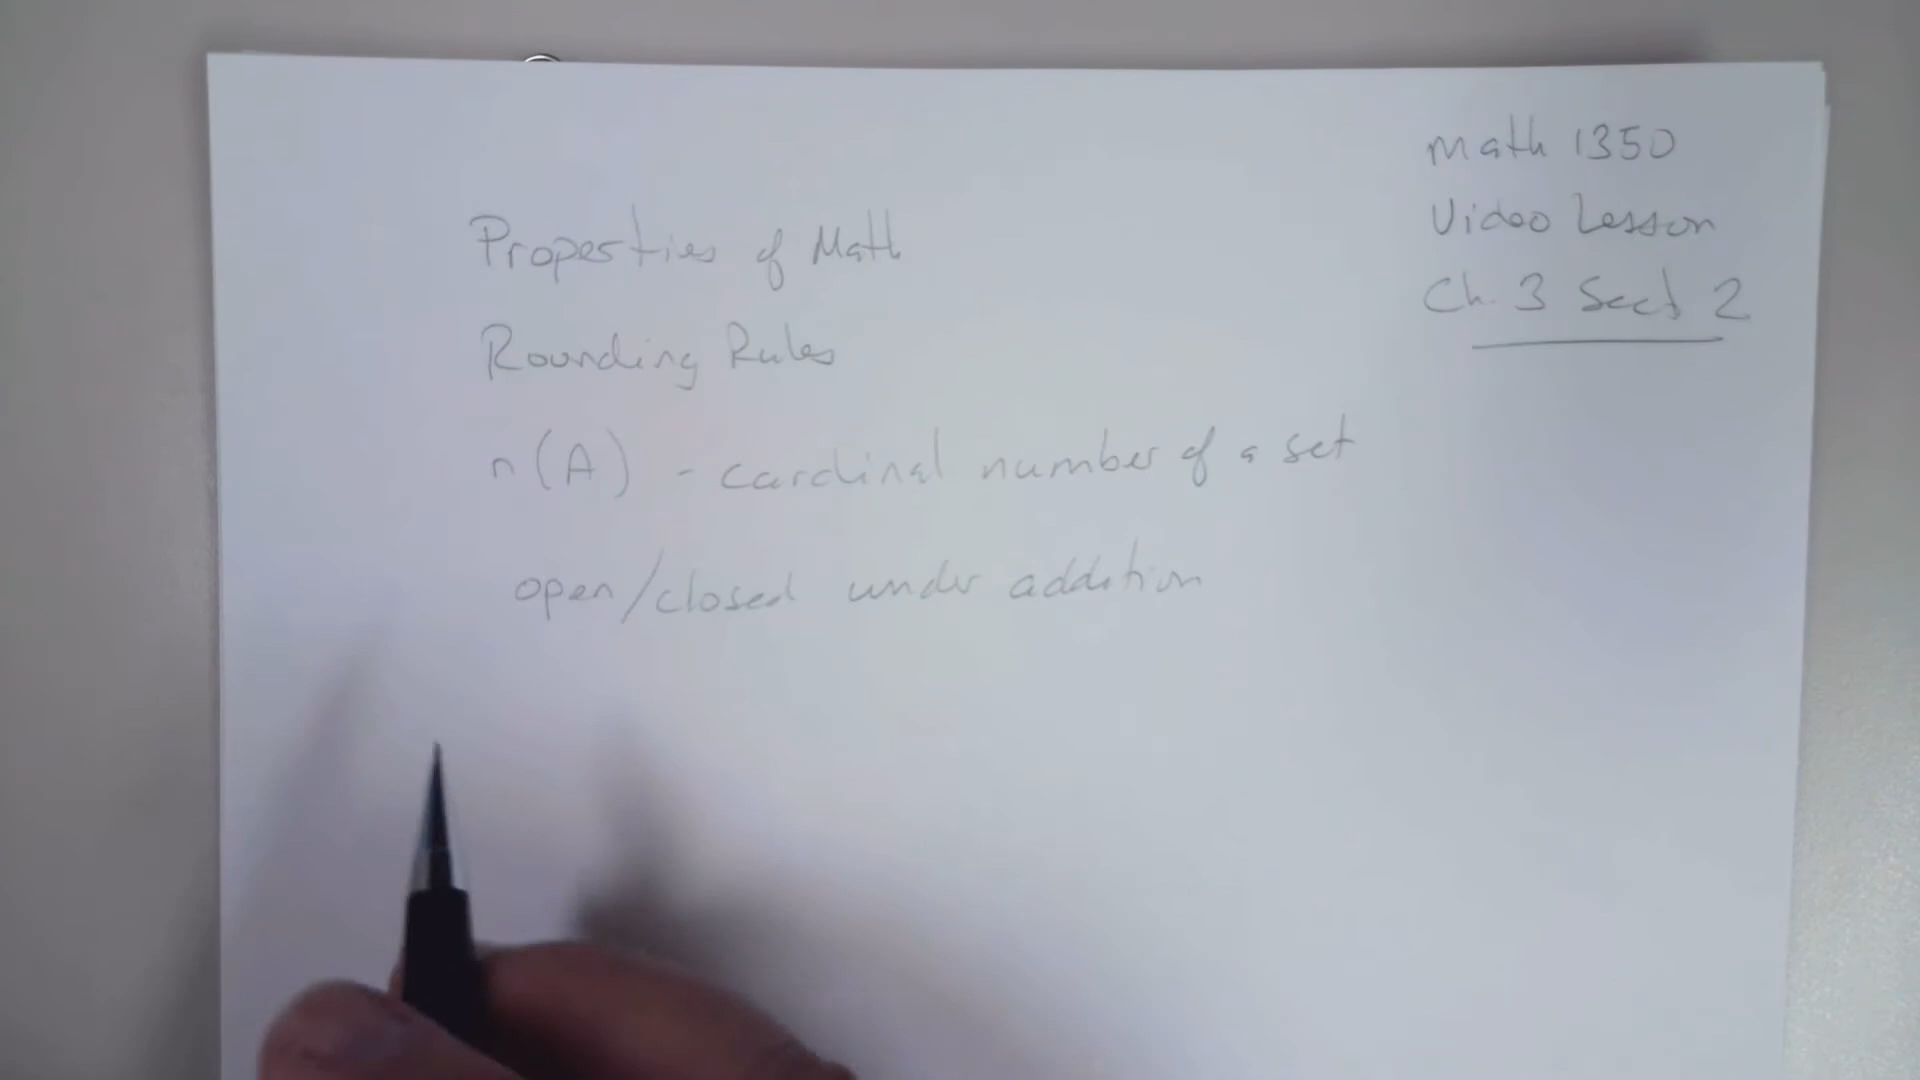 Math 1350
Video Lesson
Ch. 3 Sect 2
Properties of Math
Rounding Rules
n(A) - cardinal number of a set
open/closed under addition